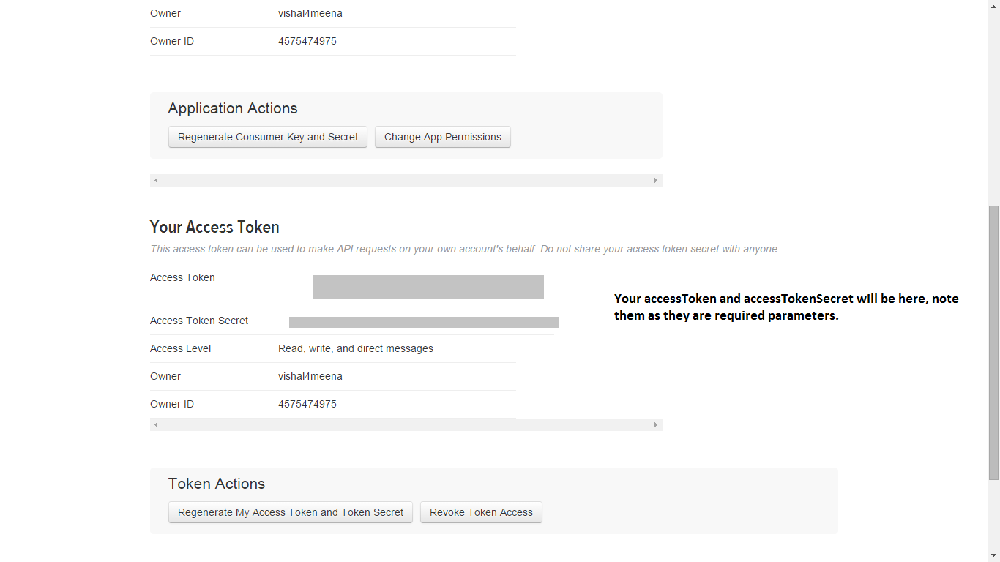 Owner vishal4meena
Owner ID 4575474975
Application Actions
Regenerate Consumer Key and Secret Change App Permissions
Your Access Token
This access token can be used to make API requests on your own account's behalf. Do not share your access token secret with anyone.
Access Token
Your accessToken and accessTokenSecret will be here, note
them as they are required parameters.
Access Token Secret
Access Level Read, write, and direct messages
Owner vishal4meena
Owner ID 4575474975
Token Actions
Regenerate My Access Token and Token Secret Revoke Token Access